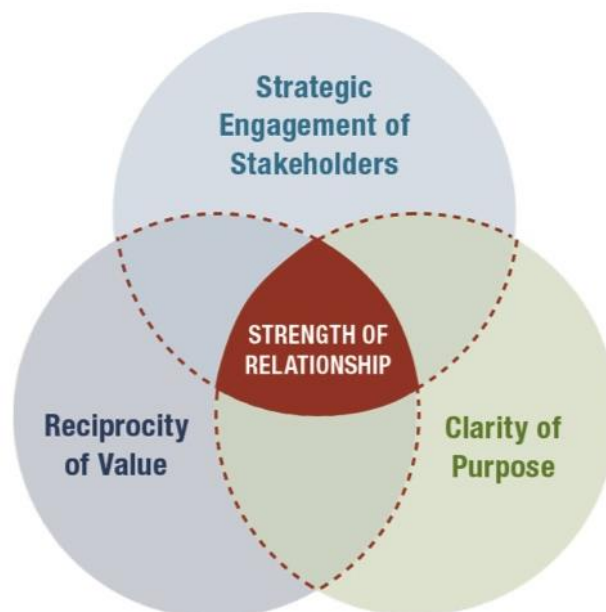 Strategic
Engagement of
Stakeholders
STRENGTH OF
RELATIONSHIP
Reciprocity
of Value
Clarity of
Purpose